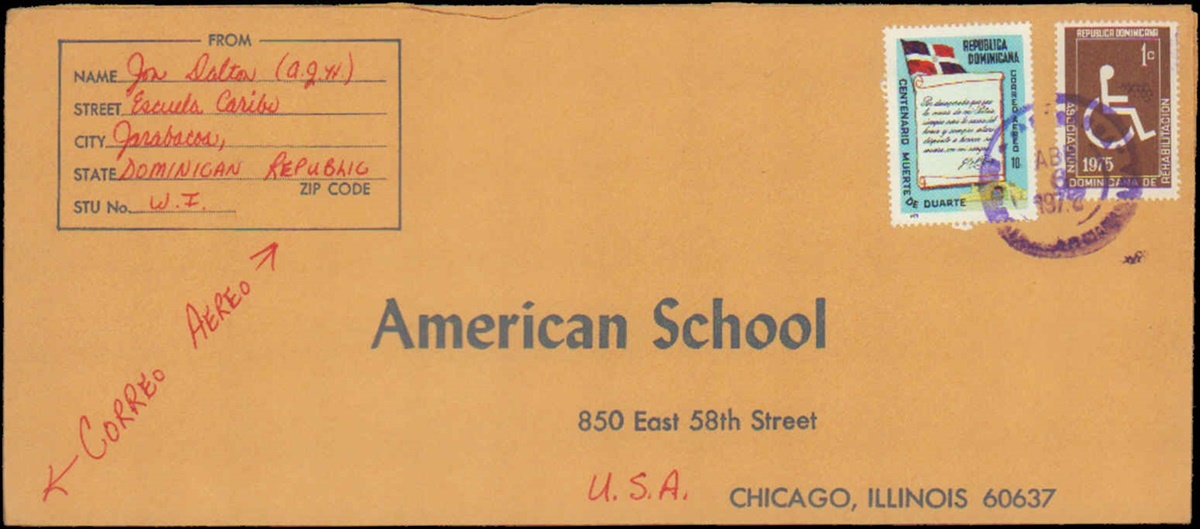 FROM
NAME Jon Dalton (a.g.w.)
STREET Escuela Caribe
CITY Jarabacoa,
STATE DOMINICAN REPUBLIC
ZIP CODE
STU No. W.I.
← CORREO AEREO →
American School
850 East 58th Street
U.S.A. CHICAGO, ILLINOIS 60637
REPUBLICA
DOMINICANA
CENTENARIO MUERTE
DE DUARTE
CORREO AEREO 10
REPUBLICA DOMINICANA
1c
1975
ASOCIACION
DOMINICANA DE
REHABILITACION